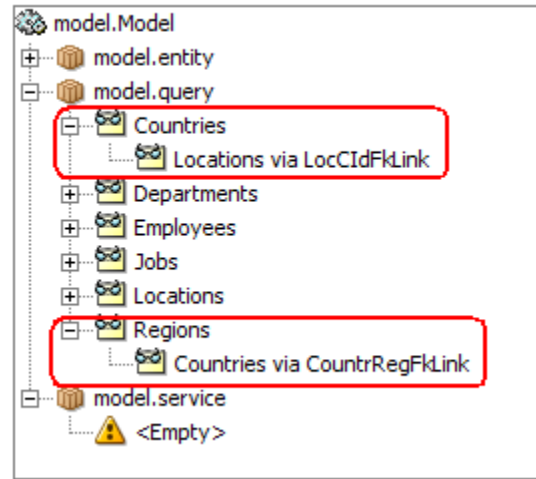 model.Model
model.entity
model.query
Countries
Locations via LocCIdFkLink
Departments
Employees
Jobs
Locations
Regions
Countries via CountrRegFkLink
model.service
<Empty>